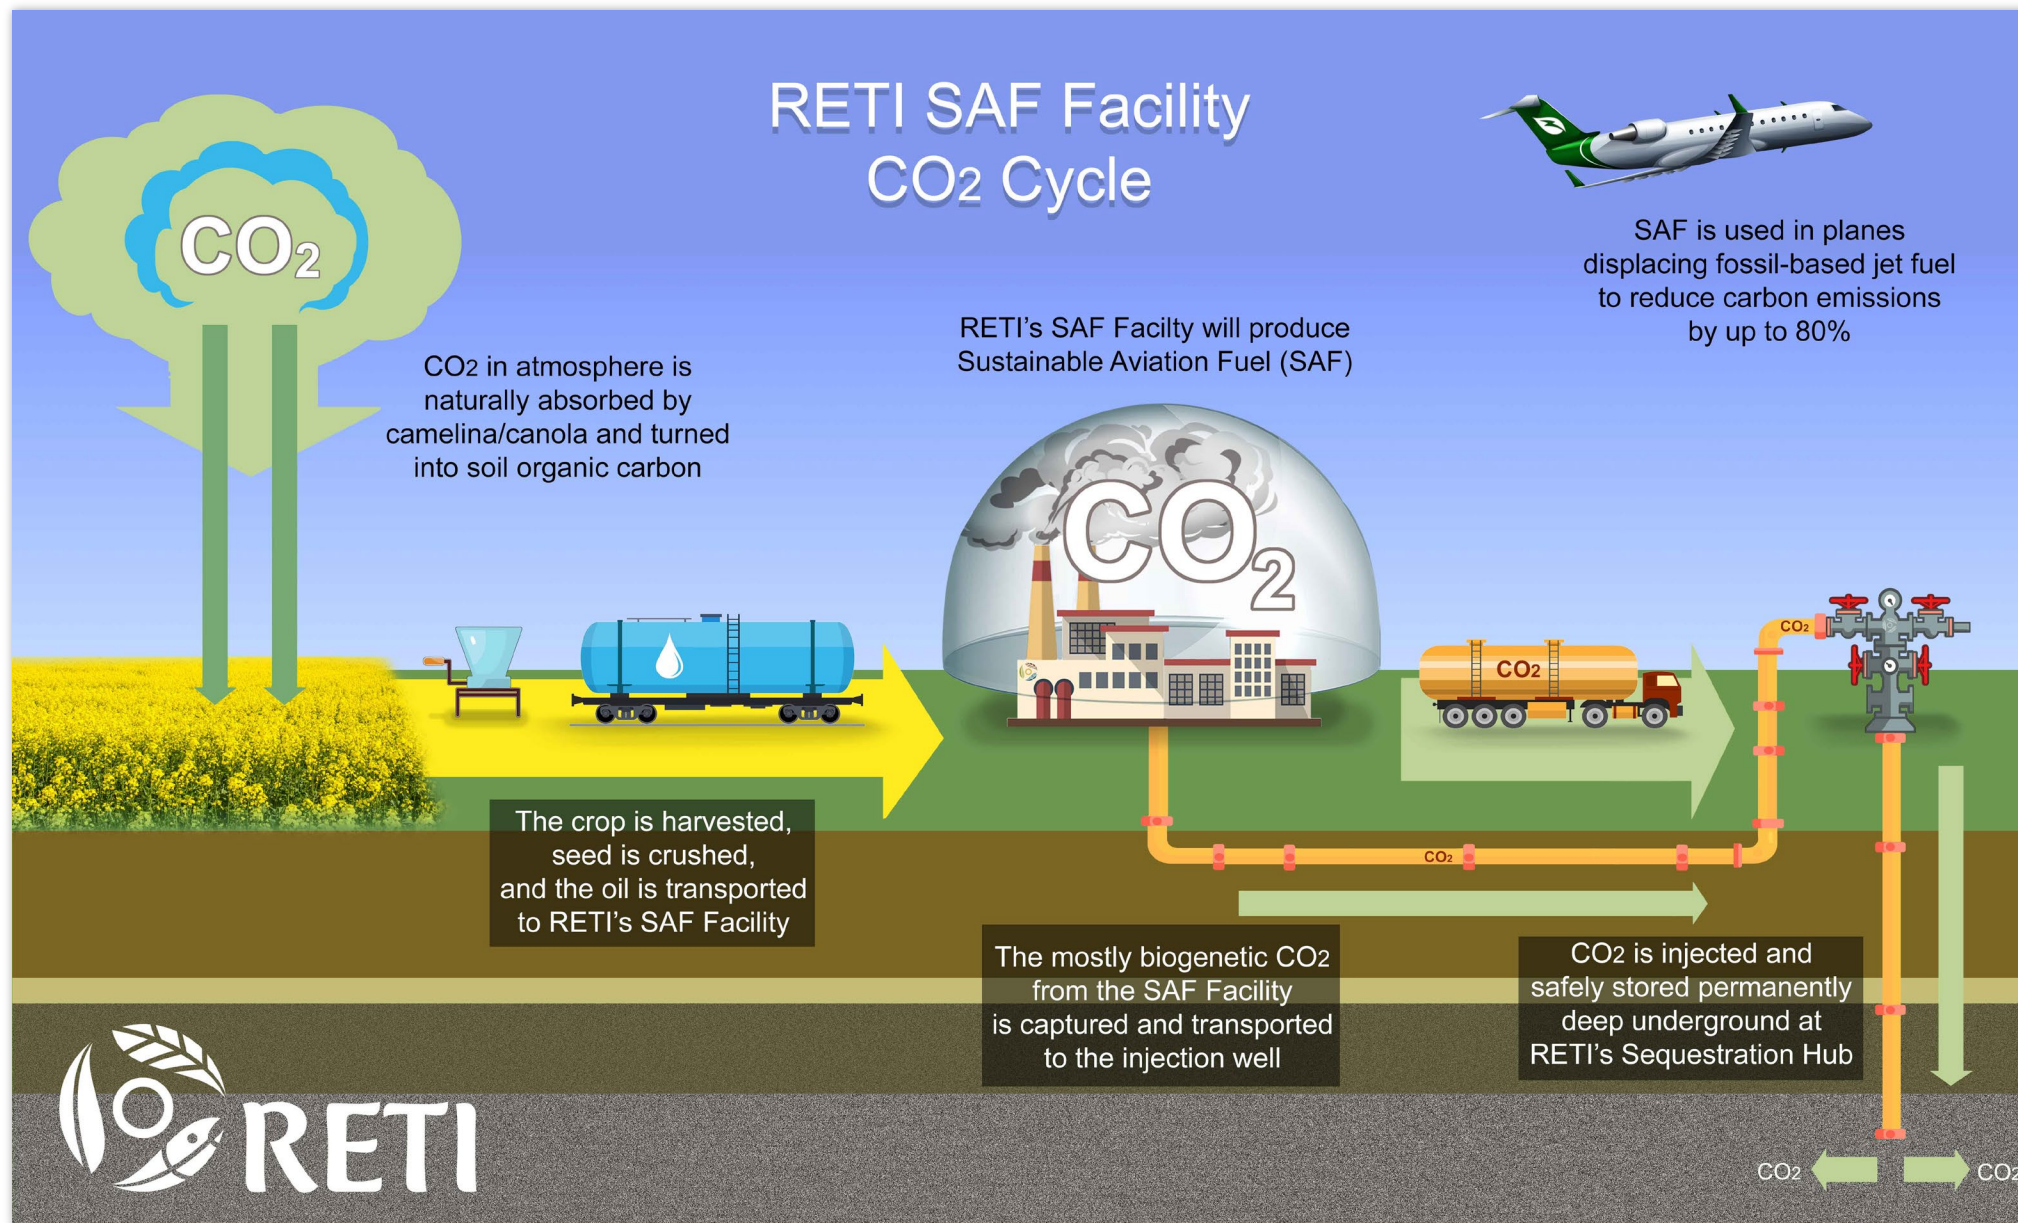 RETI SAF Facility
CO2 Cycle
CO2
CO2 in atmosphere is
naturally absorbed by
camelina/canola and turned
into soil organic carbon
RETI's SAF Facilty will produce
Sustainable Aviation Fuel (SAF)
SAF is used in planes
displacing fossil-based jet fuel
to reduce carbon emissions
by up to 80%
CO2
CO2
CO2
The crop is harvested,
seed is crushed,
and the oil is transported
to RETI's SAF Facility
CO2
The mostly biogenetic CO2
from the SAF Facility
is captured and transported
to the injection well
CO2 is injected and
safely stored permanently
deep underground at
RETI's Sequestration Hub
RETI
CO2
CO2